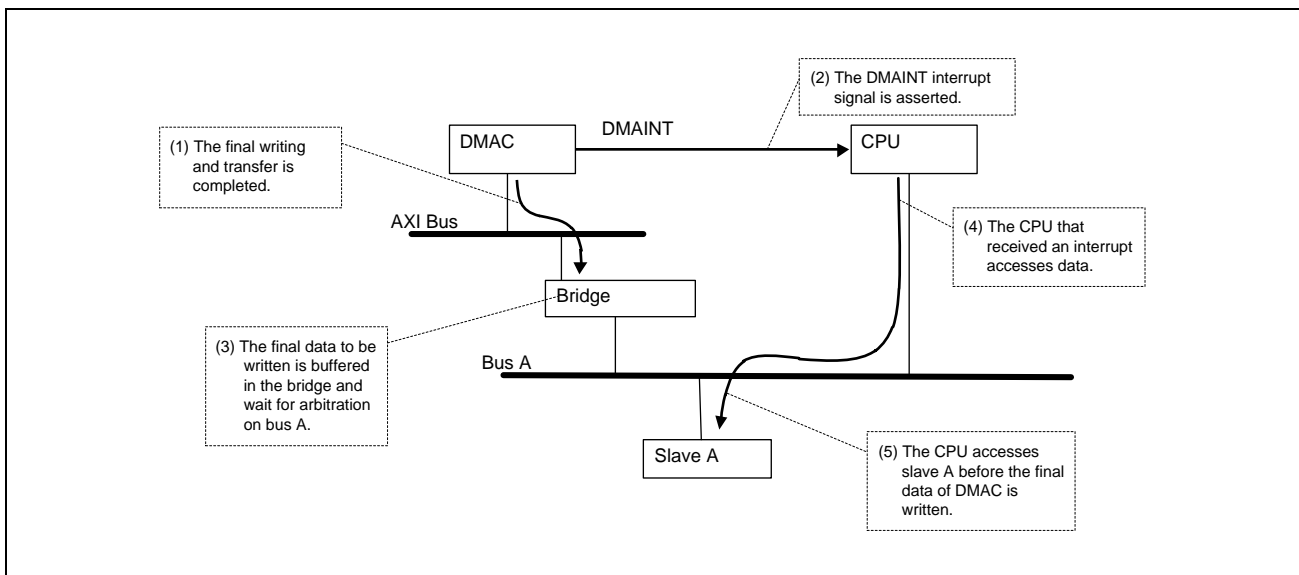 (2) The DMAINT interrupt
signal is asserted.
DMAC
DMAINT
CPU
(1) The final writing
and transfer is
completed.
AXI Bus
(4) The CPU that
received an interrupt
accesses data.
Bridge
(3) The final data to be
written is buffered
in the bridge and
wait for arbitration
on bus A.
Bus A
Slave A
(5) The CPU accesses
slave A before the final
data of DMAC is
written.